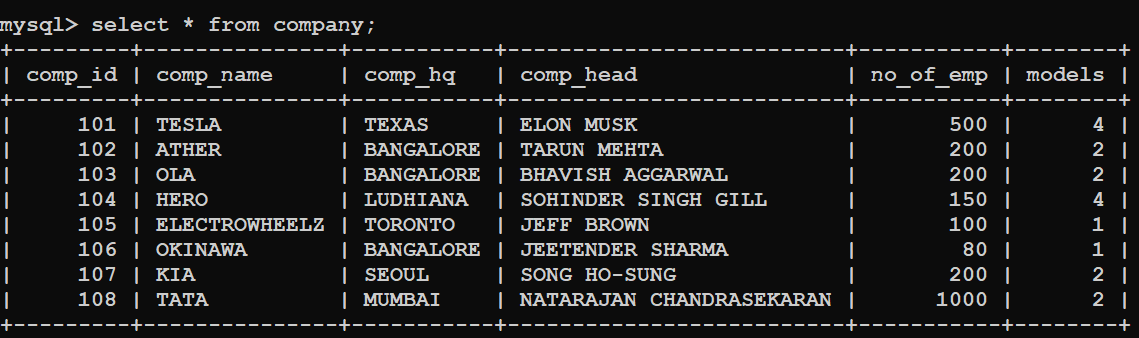 mysql> select * from company;
+---------+---------------+-----------+--------------------------+-----------+--------+
| comp_id | comp_name     | comp_hq   | comp_head                | no_of_emp | models |
+---------+---------------+-----------+--------------------------+-----------+--------+
|     101 | TESLA         | TEXAS     | ELON MUSK                |       500 |      4 |
|     102 | ATHER         | BANGALORE | TARUN MEHTA              |       200 |      2 |
|     103 | OLA           | BANGALORE | BHAVISH AGGARWAL         |       200 |      2 |
|     104 | HERO          | LUDHIANA  | SOHINDER SINGH GILL      |       150 |      4 |
|     105 | ELECTROWHEELZ | TORONTO   | JEFF BROWN               |       100 |      1 |
|     106 | OKINAWA       | BANGALORE | JEETENDER SHARMA         |        80 |      1 |
|     107 | KIA           | SEOUL     | SONG HO-SUNG             |       200 |      2 |
|     108 | TATA          | MUMBAI    | NATARAJAN CHANDRASEKARAN |      1000 |      2 |
+---------+---------------+-----------+--------------------------+-----------+--------+